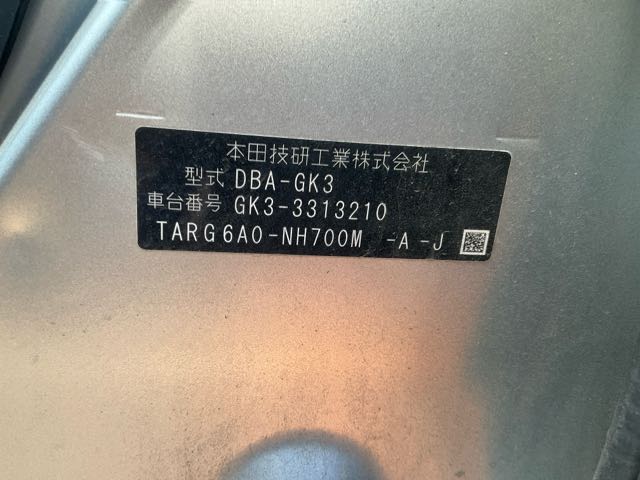 本田技研工業株式会社
型式 DBA-GK3
車台番号 GK3-3313210
TARG6A0-NH700M -A-J